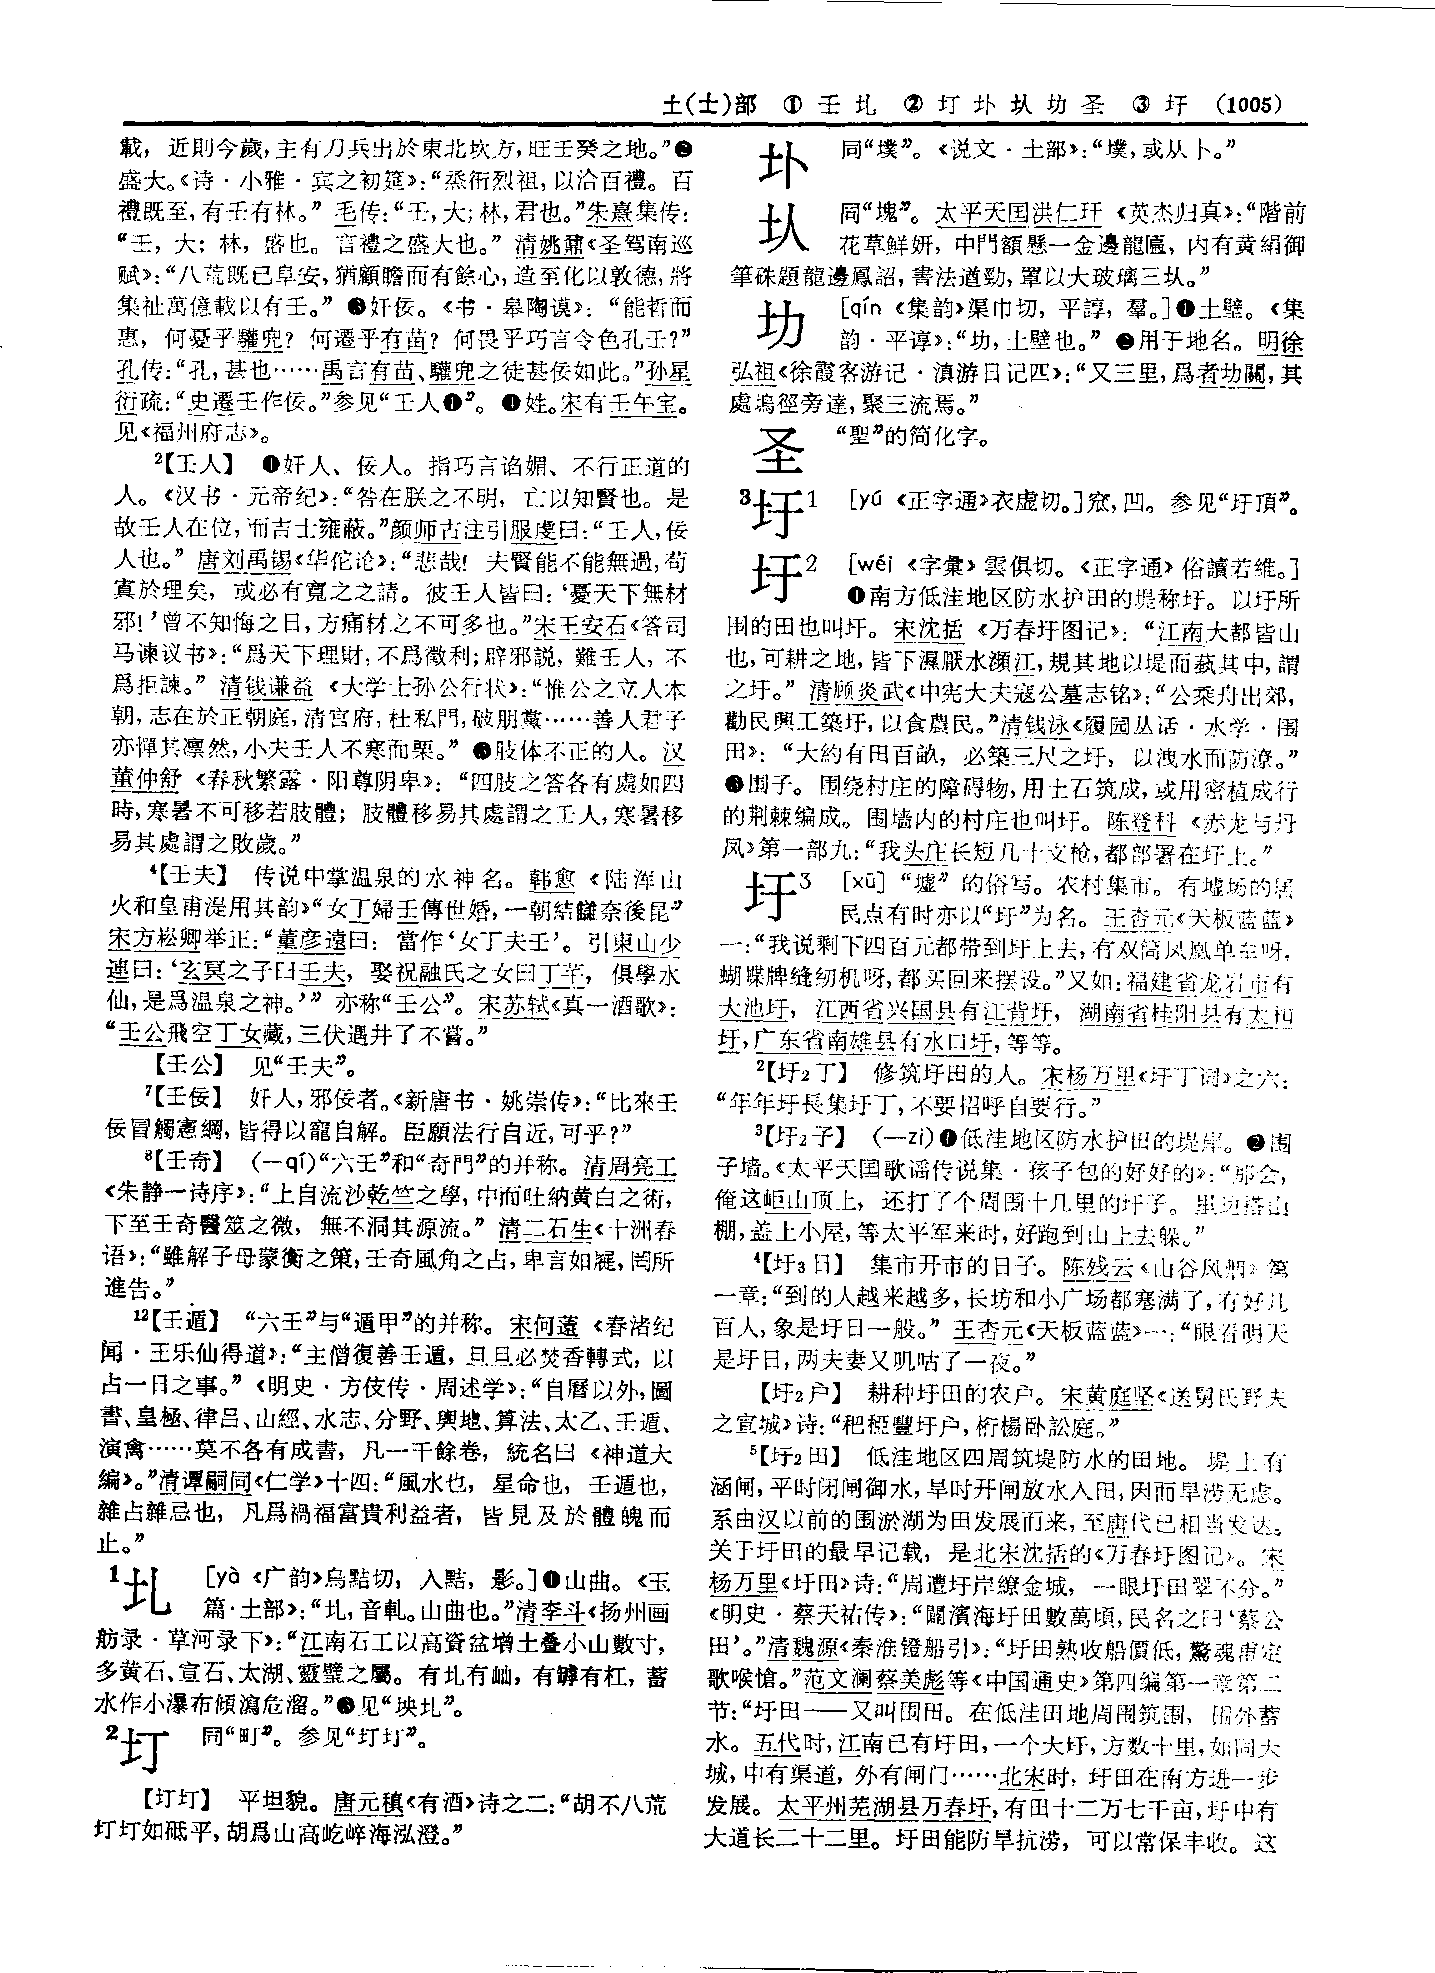 土(士)部 ①壬圠 ②圢圤圦坊圣 ③圩 (1005)
載，近則今歲，主有刀兵出於東北坎方，旺壬癸之地。”❷
盛大。《诗·小雅·宾之初筵》：“烝衎烈祖，以洽百禮。百
禮既至，有壬有林。”毛传：“壬，大；林，君也。”朱熹集传：
“壬，大；林，盛也。言禮之盛大也。”清姚鼐《圣驾南巡
赋》：“八荒既已阜安，猶顧瞻而有餘心，造至化以敦德，將
集祉萬億載以有壬。”❸奸佞。《书·皋陶谟》：“能哲而
惠，何憂乎驩兜？何遷乎有苗？何畏乎巧言令色孔壬？”
孔传：“孔，甚也……禹言有苗、驩兜之徒甚佞如此。”孙星
衍疏：“史遷壬作佞。”参见“壬人❶”。❹姓。宋有壬午宝。
见《福州府志》。
²【壬人】 ❶奸人、佞人。指巧言谄媚、不行正道的
人。《汉书·元帝纪》：“咎在朕之不明，亡以知賢也。是
故壬人在位，而吉士雍蔽。”颜师古注引服虔曰：“壬人，佞
人也。”唐刘禹锡《华佗论》：“悲哉！夫賢能不能無過，苟
寘於理矣，或必有寬之之請。彼壬人皆曰：‘憂天下無材
邪！’曾不知悔之日，方痛材之不可多也。”宋王安石《答司
马谏议书》：“爲天下理財，不爲徵利；辟邪説，難壬人，不
爲拒諫。”清钱谦益《大学士孙公行状》：“惟公之立人本
朝，志在於正朝庭，清宫府，杜私門，破朋黨……善人君子
亦憚其凛然，小夫壬人不寒而栗。”❷肢体不正的人。汉
董仲舒《春秋繁露·阳尊阴卑》：“四肢之答各有處如四
時，寒暑不可移若肢體；肢體移易其處謂之壬人，寒暑移
易其處謂之敗歲。”
⁴【壬夫】 传说中掌温泉的水神名。韩愈《陆浑山
火和皇甫湜用其韵》“女丁婦壬傳世婚，一朝結讎奈後昆”
宋方崧卿举正：“董彦遠曰：當作‘女丁夫壬’。引東山少
連曰：‘玄冥之子曰壬夫，娶祝融氏之女曰丁芊，俱學水
仙，是爲温泉之神。’”亦称“壬公”。宋苏轼《真一酒歌》：
“壬公飛空丁女藏，三伏遇井了不嘗。”
【壬公】 见“壬夫”。
⁷【壬佞】 奸人，邪佞者。《新唐书·姚崇传》：“比來壬
佞冒觸憲綱，皆得以寵自解。臣願法行自近，可乎？”
⁸【壬奇】 (—qí)“六壬”和“奇門”的并称。清周亮工
《朱静一诗序》：“上自流沙乾竺之學，中而吐納黄白之術，
下至壬奇醫筮之微，無不洞其源流。”清二石生《十洲春
语》：“雖解子母蒙衡之策，壬奇風角之占，卑言如漇，罔所
進告。”
¹²【壬遁】 “六壬”与“遁甲”的并称。宋何薳《春渚纪
闻·王乐仙得道》：“主僧復善壬遁，旦旦必焚香轉式，以
占一日之事。”《明史·方伎传·周述学》：“自曆以外，圖
書、皇極、律吕、山經、水志、分野、輿地、算法、太乙、壬遁、
演禽……莫不各有成書，凡一千餘卷，統名曰《神道大
编》。”清谭嗣同《仁学》十四：“風水也，星命也，壬遁也，
雜占雜忌也，凡爲禍福富貴利益者，皆見及於體魄而
止。”
¹圠 [yà《广韵》烏黠切，入黠，影。]❶山曲。《玉
篇·土部》：“圠，音軋。山曲也。”清李斗《扬州画
舫录·草河录下》：“江南石工以高資盆增土叠小山數寸，
多黄石、宣石、太湖、靈璧之屬。有圠有屾，有罅有杠，蓄
水作小瀑布傾瀉危溜。”❷见“坱圠”。
²圢 同“町”。参见“圢圢”。
【圢圢】 平坦貌。唐元稹《有酒》诗之二：“胡不八荒
圢圢如砥平，胡爲山高屹崪海泓澄。”
圤 同“墣”。《说文·土部》：“墣，或从卜。”
圦 同“塊”。太平天国洪仁玕《英杰归真》：“階前
花草鮮妍，中門額懸一金邊龍匾，内有黄絹御
筆硃題龍邊鳳詔，書法遒勁，罩以大玻璃三圦。”
坊 [qín《集韵》渠巾切，平諄，羣。]❶土壁。《集
韵·平谆》：“坊，土壁也。”❷用于地名。明徐
弘祖《徐霞客游记·滇游日记四》：“又三里，爲者坊關，其
處塢徑旁達，聚三流焉。”
圣 “聖”的简化字。
³圩¹ [yū《正字通》衣虚切。]窊，凹。参见“圩頂”。
圩² [wéi《字彙》雲俱切。《正字通》俗讀若維。]
❶南方低洼地区防水护田的堤称圩。以圩所
围的田也叫圩。宋沈括《万春圩图记》：“江南大都皆山
也，可耕之地，皆下濕厭水瀕江，規其地以堤而蓺其中，謂
之圩。”清顾炎武《中宪大夫寇公墓志铭》：“公乘舟出郊，
勸民興工築圩，以食農民。”清钱泳《履园丛话·水学·围
田》：“大約有田百畝，必築三尺之圩，以洩水而防潦。”
❷围子。围绕村庄的障碍物，用土石筑成，或用密植成行
的荆棘编成。围墙内的村庄也叫圩。陈登科《赤龙与丹
凤》第一部九：“我头庄长短几十支枪，都部署在圩上。”
圩³ [xū]“墟”的俗写。农村集市。有墟场的居
民点有时亦以“圩”为名。王杏元《天板蓝蓝》
一：“我说剩下四百元都带到圩上去，有双筒凤凰单车呀，
蝴蝶牌缝纫机呀，都买回来摆设。”又如：福建省龙岩市有
大池圩，江西省兴国县有江背圩，湖南省桂阳县有太和
圩，广东省南雄县有水口圩，等等。
²【圩₂丁】 修筑圩田的人。宋杨万里《圩丁词》之六：
“年年圩長集圩丁，不要招呼自要行。”
³【圩₂子】 (—zi)❶低洼地区防水护田的堤岸。❷围
子墙。《太平天国歌谣传说集·孩子包的好好的》：“那会，
俺这岠山顶上，还打了个周围十几里的圩子。里边搭山
棚，盖上小屋，等太平军来时，好跑到山上去躲。”
⁴【圩₃日】 集市开市的日子。陈残云《山谷风烟》第
一章：“到的人越来越多，长坊和小广场都塞满了，有好几
百人，象是圩日一般。”王杏元《天板蓝蓝》一：“眼看明天
是圩日，两夫妻又叽咕了一夜。”
【圩₂户】 耕种圩田的农户。宋黄庭坚《送舅氏野夫
之宣城》诗：“䆉稏豐圩户，桁楊卧訟庭。”
⁵【圩₂田】 低洼地区四周筑堤防水的田地。堤上有
涵闸，平时闭闸御水，旱时开闸放水入田，因而旱涝无虑。
系由汉以前的围淤湖为田发展而来，至唐代已相当发达。
关于圩田的最早记载，是北宋沈括的《万春圩图记》。宋
杨万里《圩田》诗：“周遭圩岸繚金城，一眼圩田翠不分。”
《明史·蔡天祐传》：“闢濱海圩田數萬頃，民名之曰‘蔡公
田’。”清魏源《秦淮镫船引》：“圩田熟收船價低，驚魂甫定
歌喉愴。”范文澜蔡美彪等《中国通史》第四编第一章第二
节：“圩田——又叫围田。在低洼田地周围筑围，围外蓄
水。五代时，江南已有圩田，一个大圩，方数十里，如同大
城，中有渠道，外有闸门……北宋时，圩田在南方进一步
发展。太平州芜湖县万春圩，有田十二万七千亩，圩中有
大道长二十二里。圩田能防旱抗涝，可以常保丰收。这